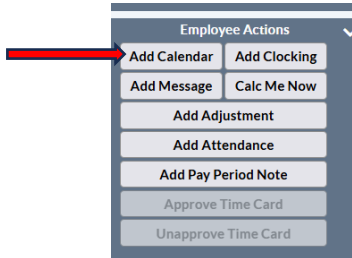 Employee Actions
Add Calendar Add Clocking
Add Message Calc Me Now
Add Adjustment
Add Attendance
Add Pay Period Note
Approve Time Card
Unapprove Time Card